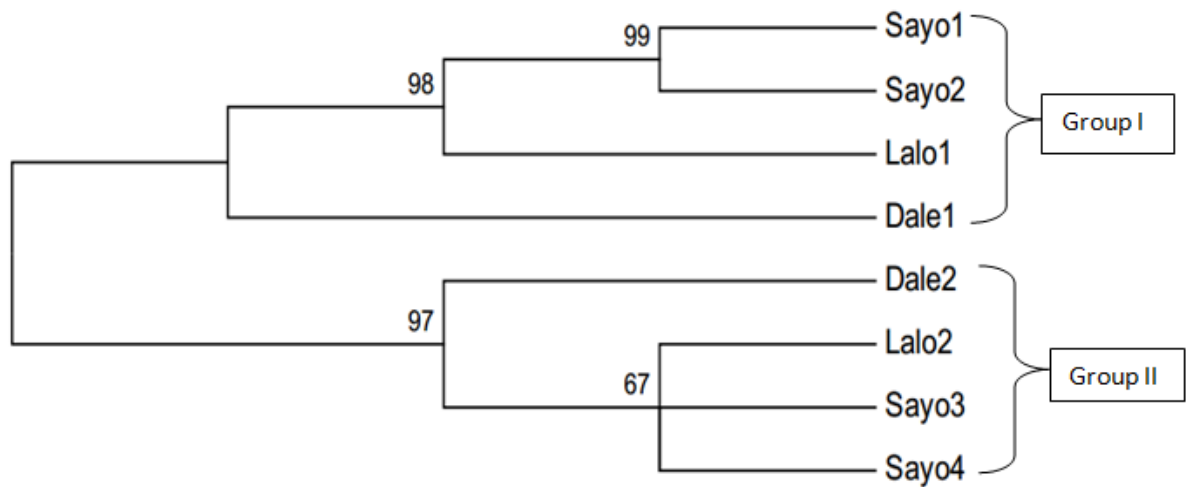 99
Sayo1
98
Sayo2
Group I
Lalo1
Dale1
97
Dale2
67
Lalo2
Group II
Sayo3
Sayo4